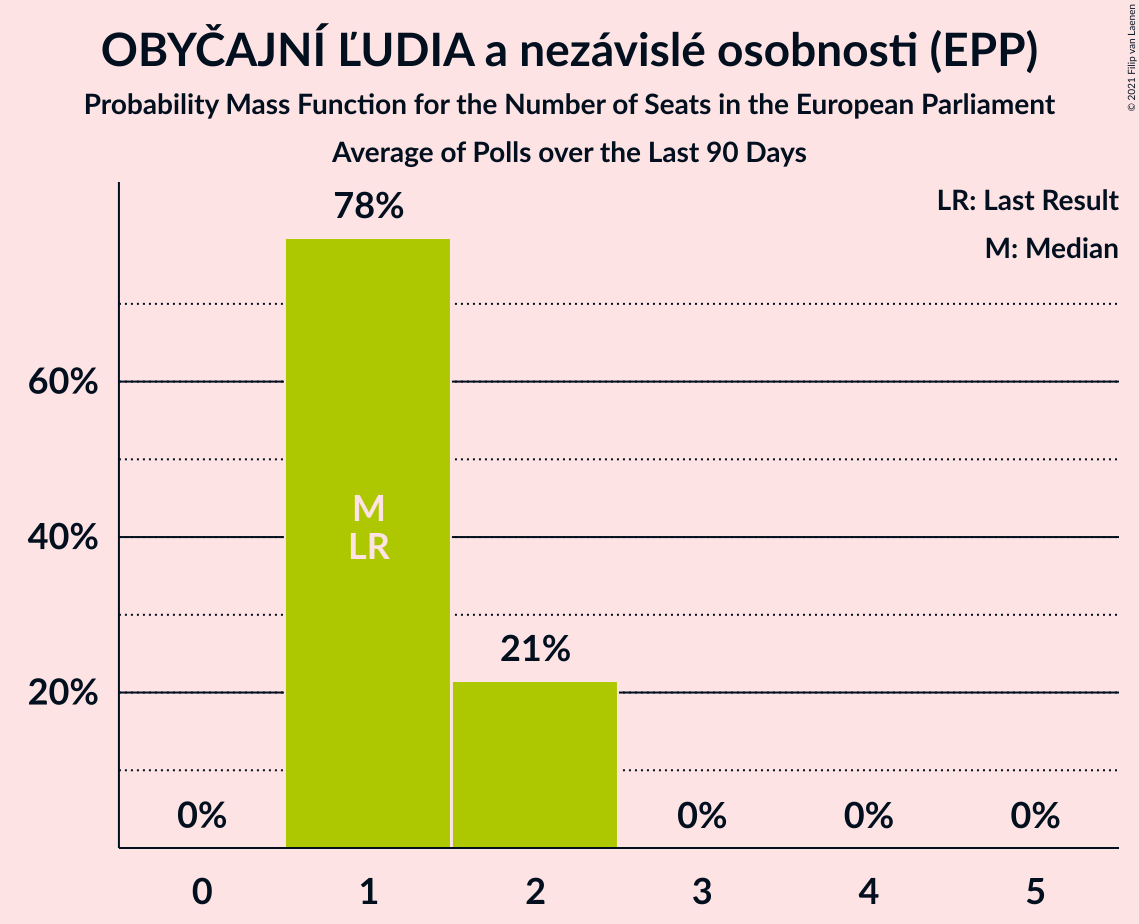 OBYČAJNÍ ĽUDIA a nezávislé osobnosti (EPP)
Probability Mass Function for the Number of Seats in the European Parliament
Average of Polls over the Last 90 Days
© 2021 Filip van Laenen
LR: Last Result
M: Median
78%
60%
M
40%
LR
21%
20%
0%
0%
0%
0%
0
1
2
3
4
5